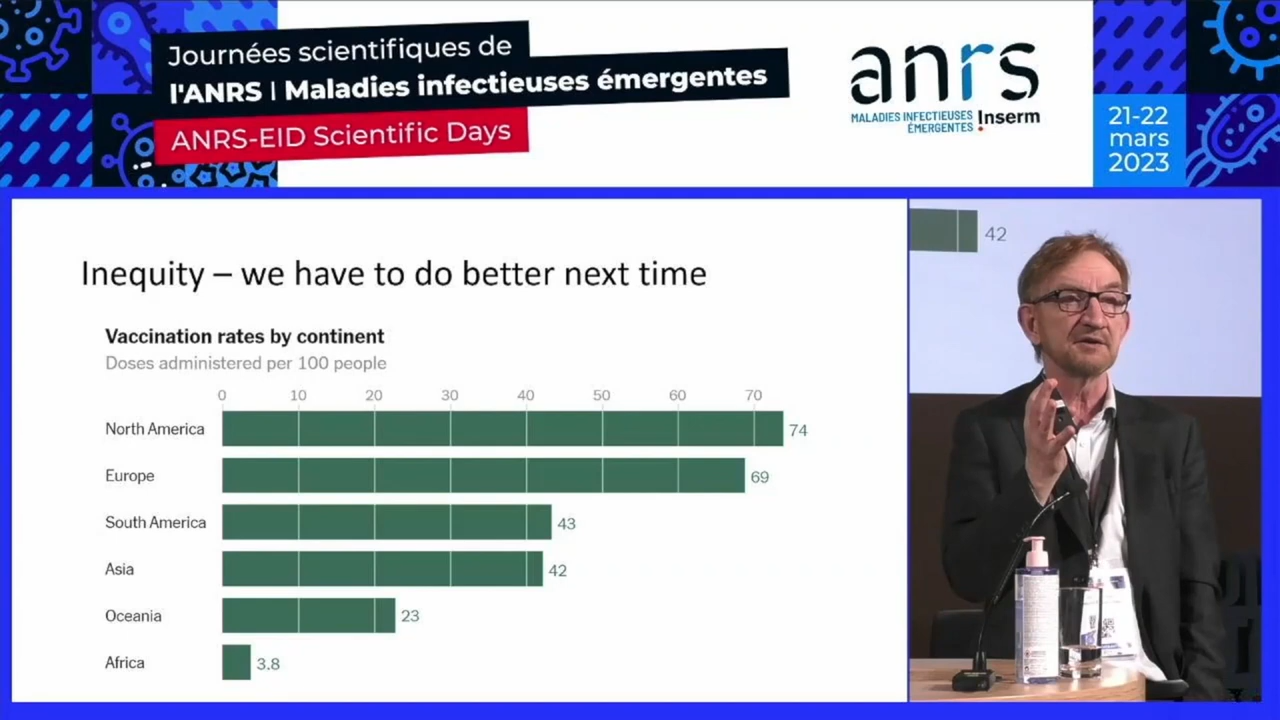 Journées scientifiques de
l'ANRS | Maladies infectieuses émergentes
ANRS-EID Scientific Days
anrs
MALADIES INFECTIEUSES
ÉMERGENTES Inserm
21-22
mars
2023
Inequity – we have to do better next time
Vaccination rates by continent
Doses administered per 100 people
0 10 20 30 40 50 60 70
North America 74
Europe 69
South America 43
Asia 42
Oceania 23
Africa 3.8
42